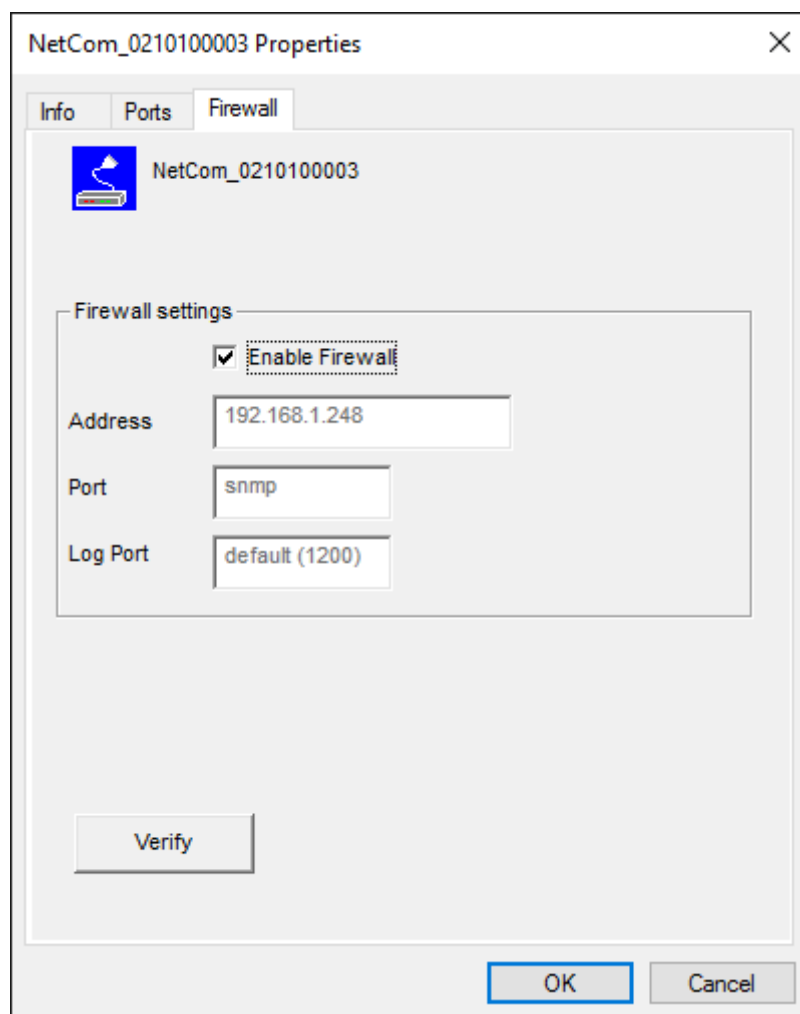 NetCom_0210100003 Properties
Info Ports Firewall
NetCom_0210100003
Firewall settings
Enable Firewall
Address 192.168.1.248
Port snmp
Log Port default (1200)
Verify
OK Cancel